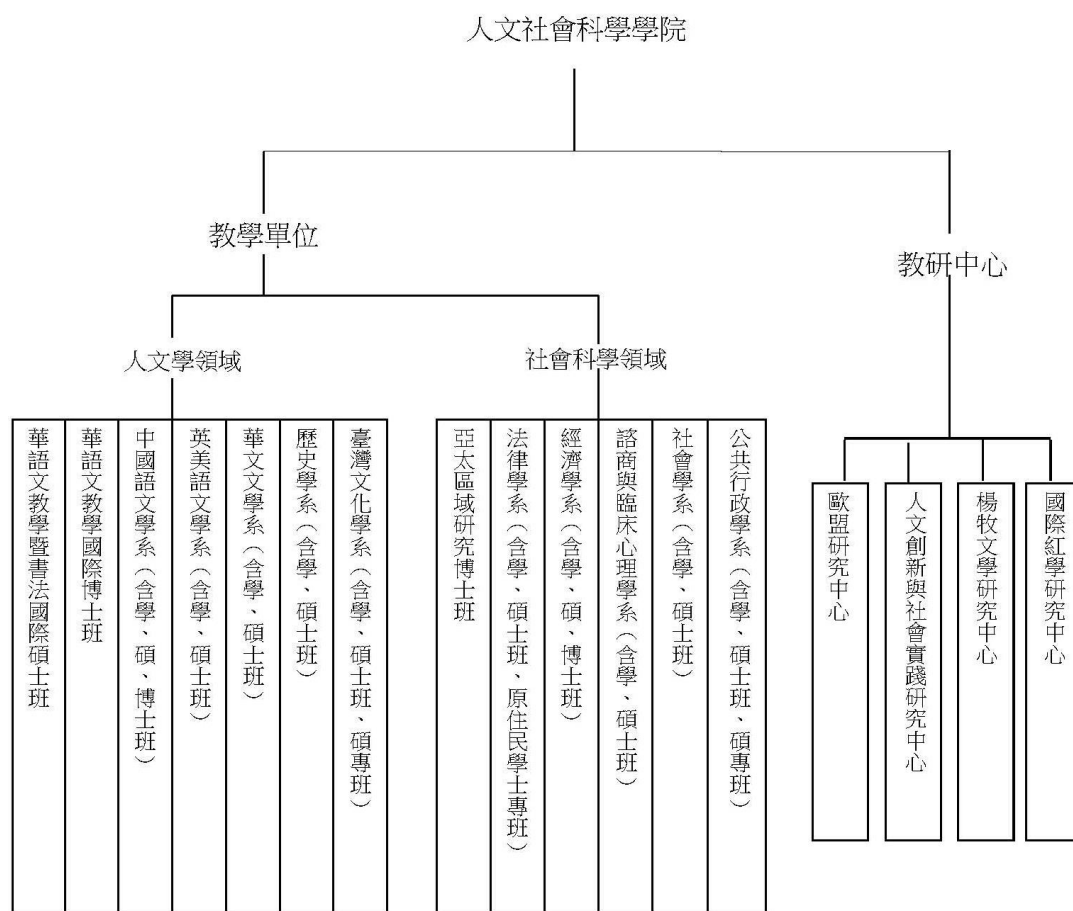 人文社會科學學院
教學單位
教研中心
人文學領域
社會科學領域
華語文教學暨書法國際碩士班
華語文教學國際博士班
中國語文學系（含學、碩、博士班）
英美語文學系（含學、碩士班）
華文文學系（含學、碩士班）
歷史學系（含學、碩士班）
臺灣文化學系（含學、碩士班、碩專班）
亞太區域研究博士班
法律學系（含學、碩士班、原住民學士專班）
經濟學系（含學、碩、博士班）
諮商與臨床心理學系（含學、碩士班）
社會學系（含學、碩士班）
公共行政學系（含學、碩士班、碩專班）
歐盟研究中心
人文創新與社會實踐研究中心
楊牧文學研究中心
國際紅學研究中心